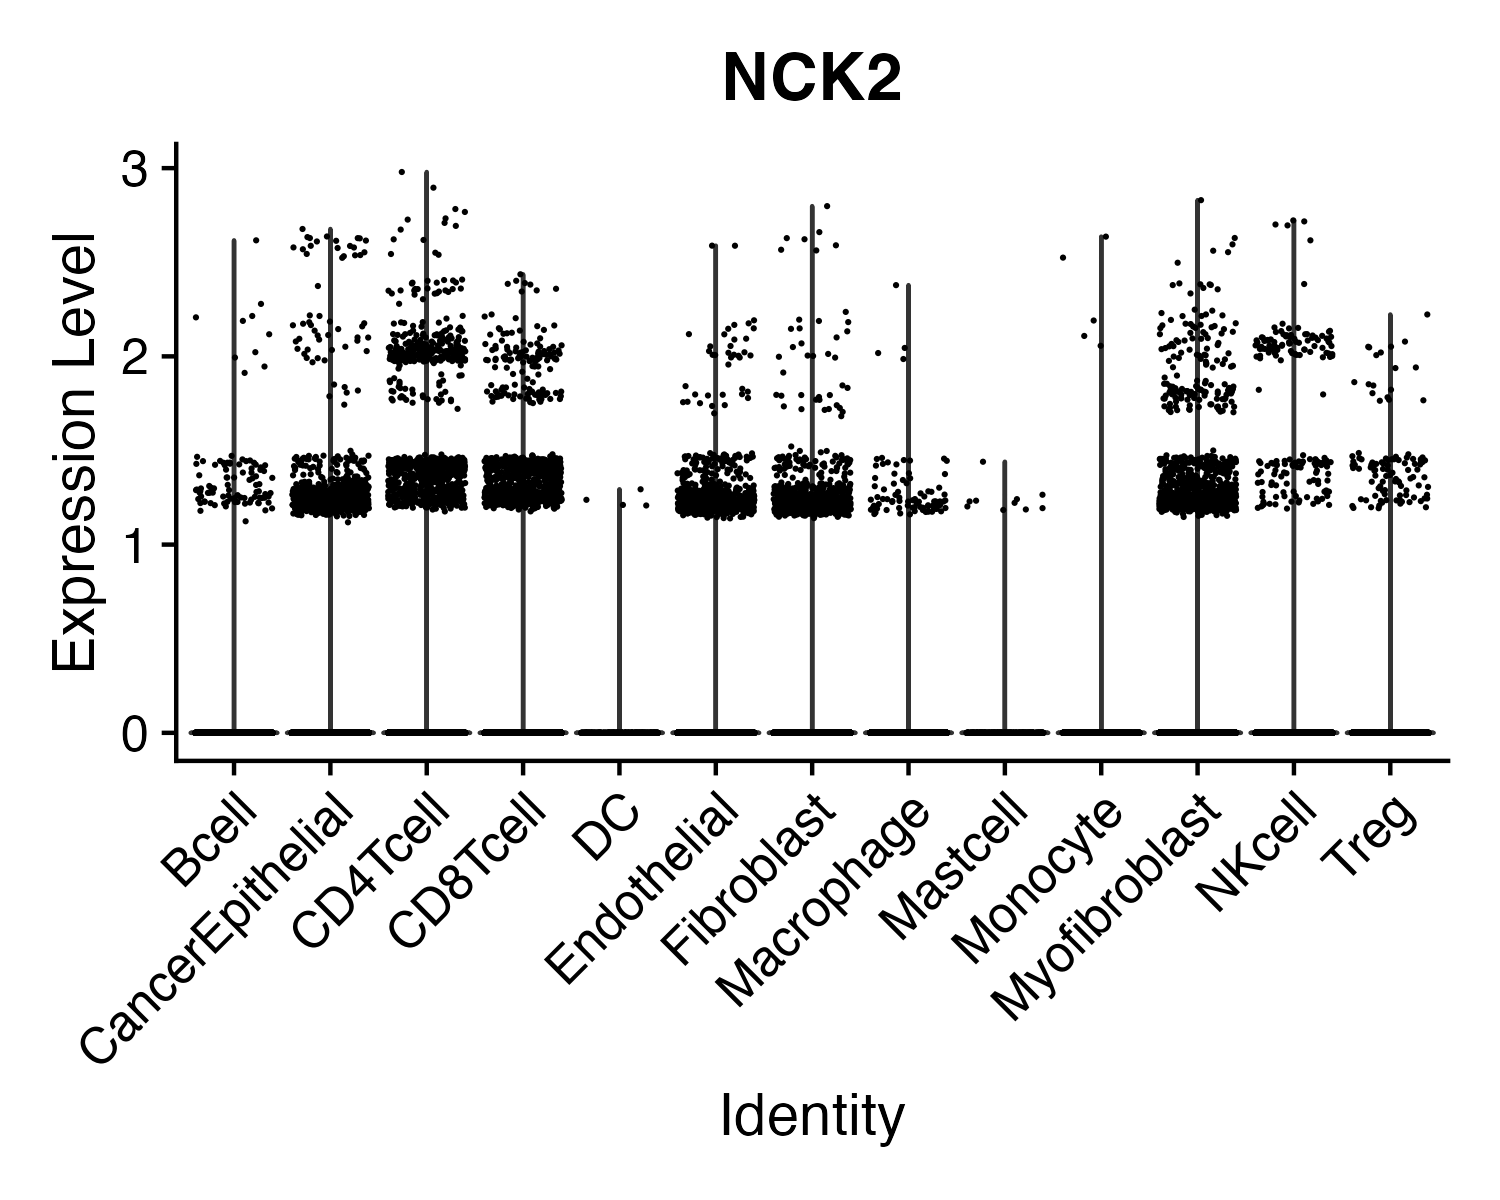 NCK2
Expression Level
3
2
1
0
Bcell
CancerEpithelial
CD4Tcell
CD8Tcell
DC
Endothelial
Fibroblast
Macrophage
Mastcell
Monocyte
Myofibroblast
NKcell
Treg
Identity